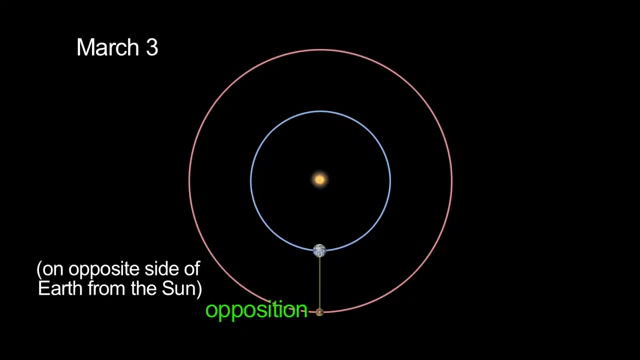 March 3
(on opposite side of
Earth from the Sun)
opposition